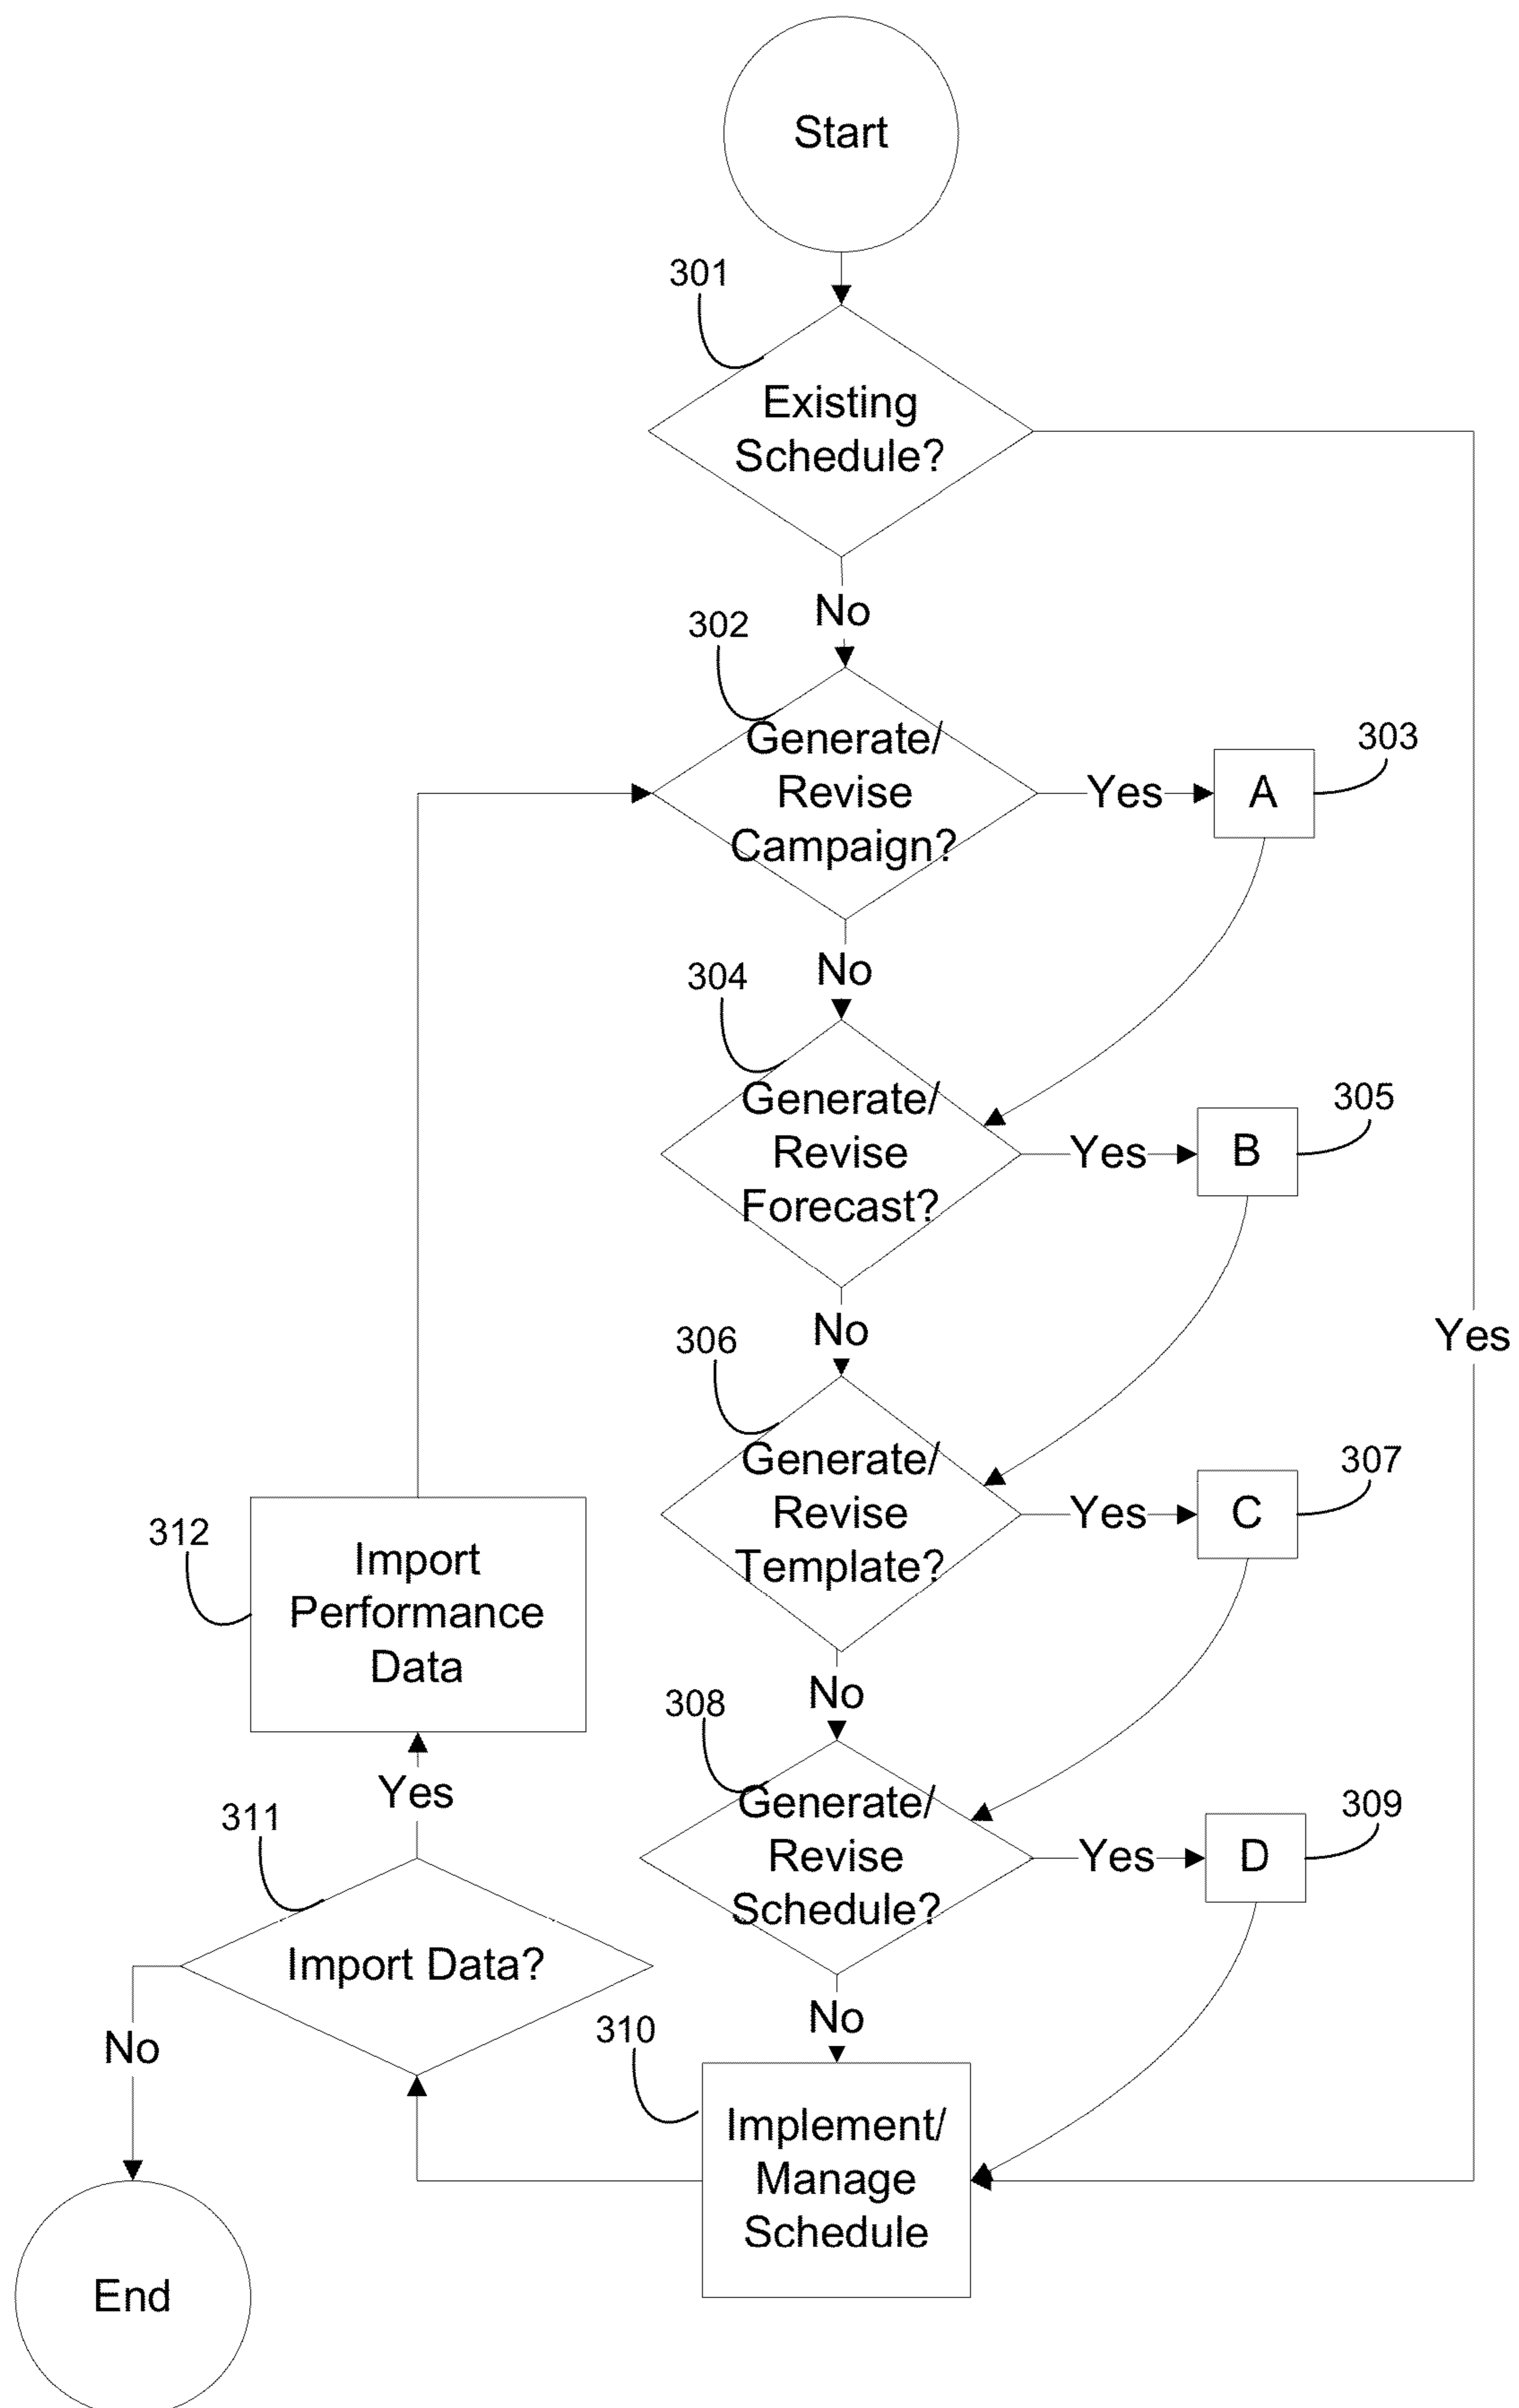 Start
301
Existing
Schedule?
No
302
Generate/
Revise
Campaign?
Yes
A
303
No
304
Generate/
Revise
Forecast?
Yes
B
305
No
Yes
306
Generate/
Revise
Template?
Yes
C
307
312
Import
Performance
Data
No
308
Generate/
Revise
Schedule?
Yes
D
309
Yes
311
Import Data?
No
No
310
Implement/
Manage
Schedule
End